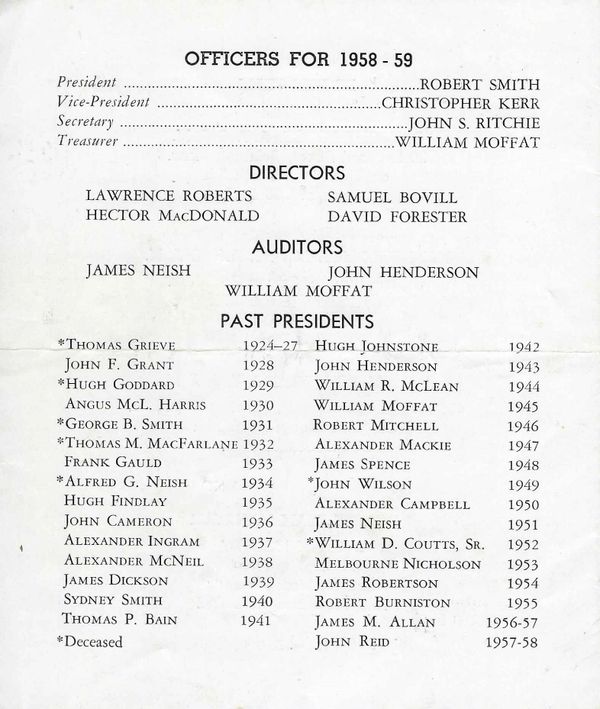 OFFICERS FOR 1958 - 59
President ........................................................ROBERT SMITH
Vice-President ..........................................CHRISTOPHER KERR
Secretary ......................................................JOHN S. RITCHIE
Treasurer ...................................................WILLIAM MOFFAT
DIRECTORS
LAWRENCE ROBERTS SAMUEL BOVILL
HECTOR MacDONALD DAVID FORESTER
AUDITORS
JAMES NEISH JOHN HENDERSON
WILLIAM MOFFAT
PAST PRESIDENTS
*Thomas Grieve 1924–27
John F. Grant 1928
*Hugh Goddard 1929
Angus McL. Harris 1930
*George B. Smith 1931
*Thomas M. MacFarlane 1932
Frank Gauld 1933
*Alfred G. Neish 1934
Hugh Findlay 1935
John Cameron 1936
Alexander Ingram 1937
Alexander McNeil 1938
James Dickson 1939
Sydney Smith 1940
Thomas P. Bain 1941
*Deceased
Hugh Johnstone 1942
John Henderson 1943
William R. McLean 1944
William Moffat 1945
Robert Mitchell 1946
Alexander Mackie 1947
James Spence 1948
*John Wilson 1949
Alexander Campbell 1950
James Neish 1951
*William D. Coutts, Sr. 1952
Melbourne Nicholson 1953
James Robertson 1954
Robert Burniston 1955
James M. Allan 1956-57
John Reid 1957-58